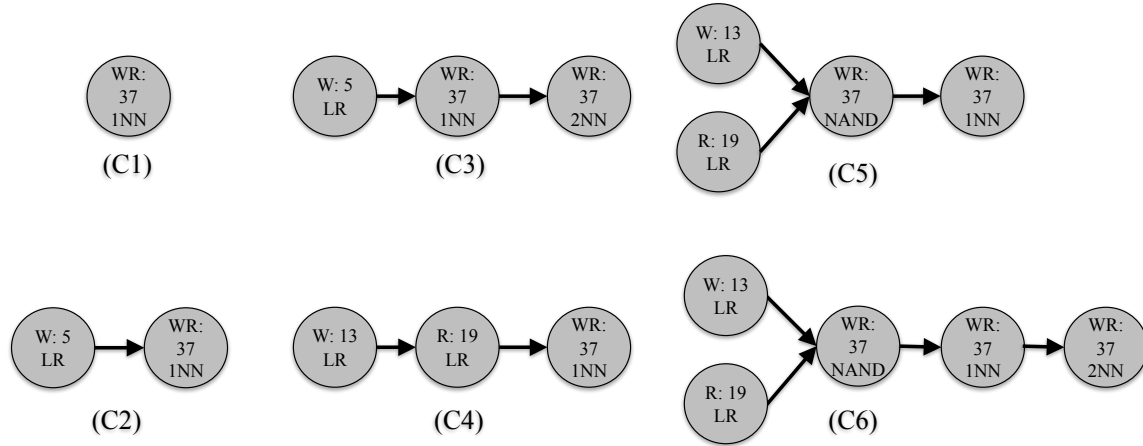 WR:
37
1NN
(C1)
W: 5
LR
WR:
37
1NN
WR:
37
2NN
(C3)
W: 13
LR
R: 19
LR
WR:
37
NAND
WR:
37
1NN
(C5)
W: 5
LR
WR:
37
1NN
(C2)
W: 13
LR
R: 19
LR
WR:
37
1NN
(C4)
W: 13
LR
R: 19
LR
WR:
37
NAND
WR:
37
1NN
WR:
37
2NN
(C6)